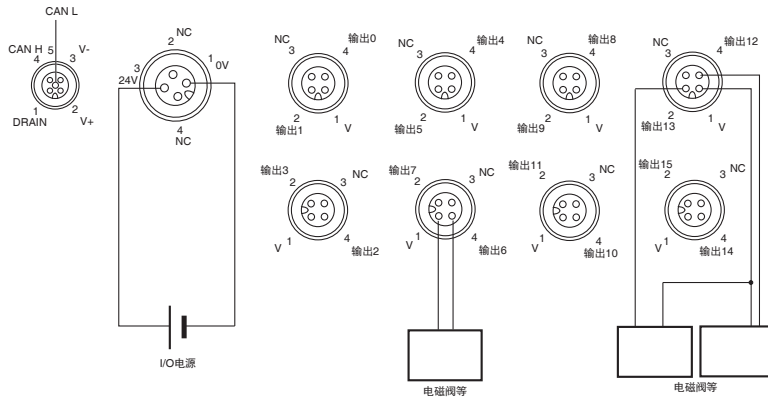 CAN L
CAN H
5
V-
4
3
1
2
DRAIN
V+
NC
2
3
1
24V
0V
4
NC
NC
输出0
3
4
2
1
输出1
V
NC
输出4
3
4
2
1
输出5
V
NC
输出8
3
4
2
1
输出9
V
NC
输出12
3
4
2
1
输出13
V
输出3
NC
2
3
1
4
V
输出2
输出7
NC
2
3
1
4
V
输出6
输出11
NC
2
3
1
4
V
输出10
输出15
NC
2
3
1
4
V
输出14
I/O电源
电磁阀等
电磁阀等